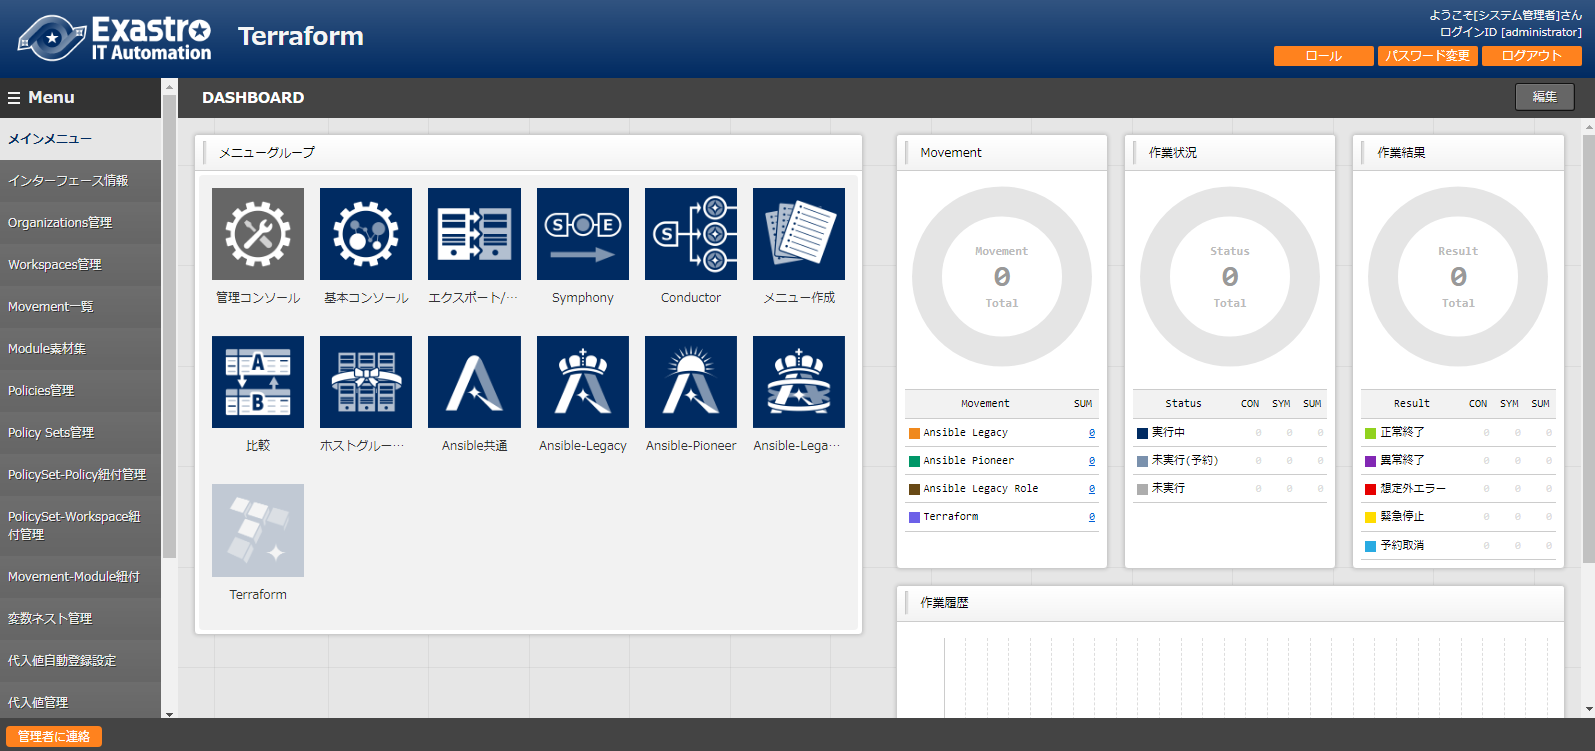 Exastro
IT Automation
Terraform
ようこそ[システム管理者]さん
ログインID [administrator]
ロール
パスワード変更
ログアウト
Menu
メインメニュー
インターフェース情報
Organizations管理
Workspaces管理
Movement一覧
Module素材集
Policies管理
Policy Sets管理
PolicySet-Policy紐付管理
PolicySet-Workspace紐
付管理
Movement-Module紐付
変数ネスト管理
代入値自動登録設定
代入値管理
管理者に連絡
DASHBOARD
編集
メニューグループ
管理コンソール
基本コンソール
エクスポート/…
S O E
Symphony
S
Conductor
メニュー作成
A
B
比較
ホストグルー…
Ansible共通
Ansible-Legacy
Ansible-Pioneer
Ansible-Lega…
Terraform
Movement
Movement
0
Total
Movement SUM
Ansible Legacy 0
Ansible Pioneer 0
Ansible Legacy Role 0
Terraform 0
作業状況
Status
0
Total
Status CON SYM SUM
実行中 0 0 0
未実行(予約) 0 0 0
未実行 0 0 0
作業結果
Result
0
Total
Result CON SYM SUM
正常終了 0 0 0
異常終了 0 0 0
想定外エラー 0 0 0
緊急停止 0 0 0
予約取消 0 0 0
作業履歴